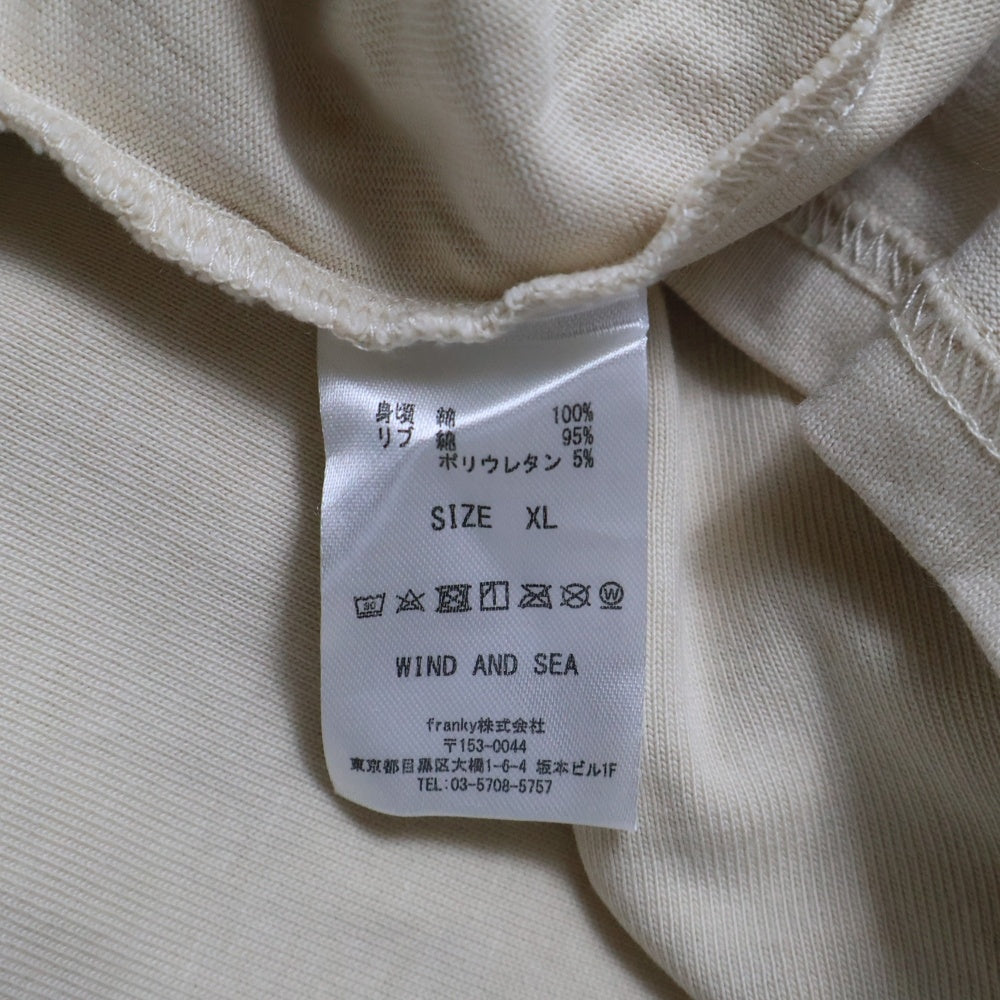 身頃 綿 100%
リブ 綿 95%
ポリウレタン 5%
SIZE XL
30 W
WIND AND SEA
franky株式会社
〒153-0044
東京都目黒区大橋1-6-4 坂本ビル1F
TEL:03-5708-5757